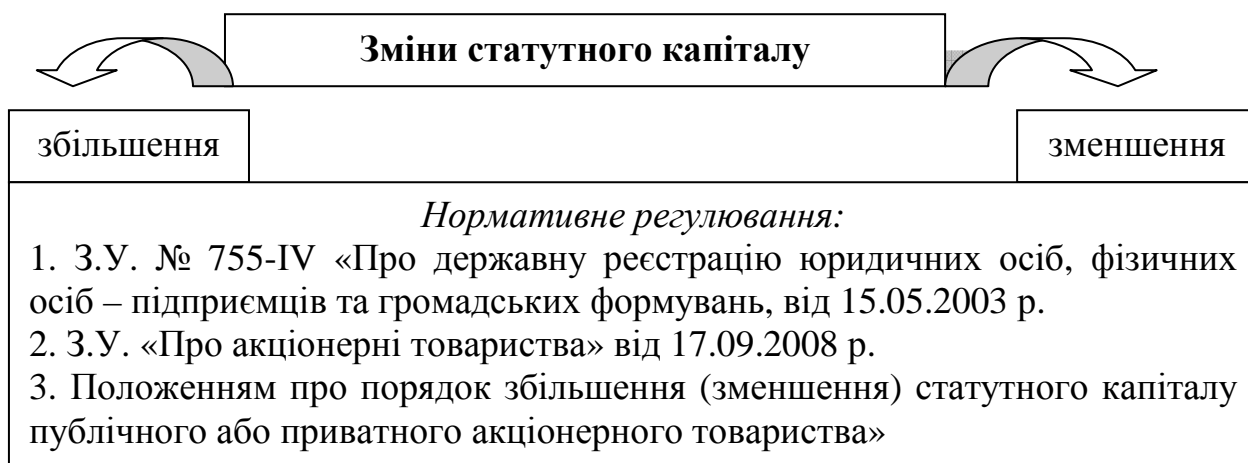 Зміни статутного капіталу
збільшення
зменшення
Нормативне регулювання:
1. З.У. № 755-IV «Про державну реєстрацію юридичних осіб, фізичних
осіб – підприємців та громадських формувань, від 15.05.2003 р.
2. З.У. «Про акціонерні товариства» від 17.09.2008 р.
3. Положенням про порядок збільшення (зменшення) статутного капіталу
публічного або приватного акціонерного товариства»